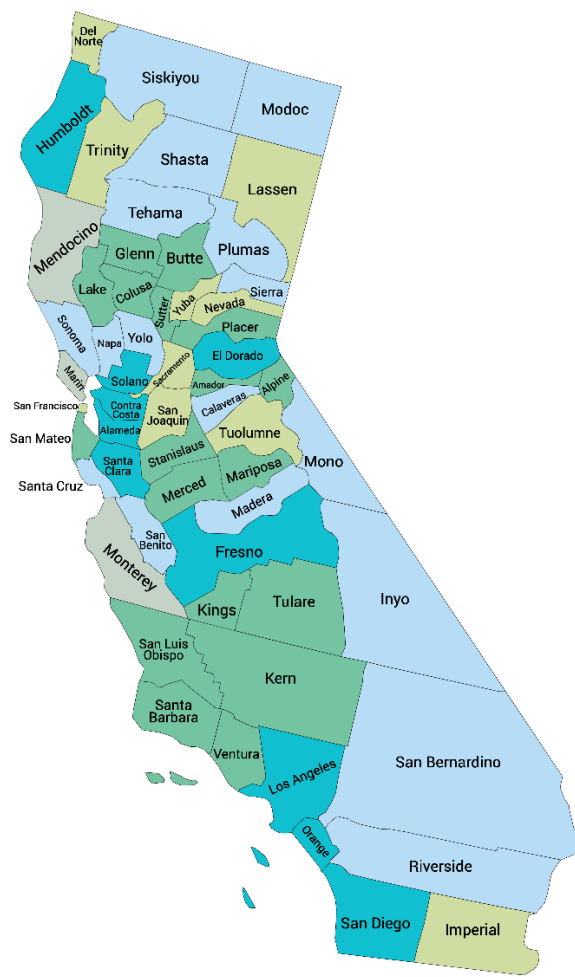 Del
Norte
Siskiyou
Modoc
Humboldt
Trinity
Shasta
Lassen
Tehama
Plumas
Mendocino
Glenn
Butte
Sierra
Lake
Colusa
Sutter
Yuba
Nevada
Placer
Sonoma
Napa
Yolo
El Dorado
Sacramento
Marin
Solano
Amador
Alpine
San Francisco
Contra
Costa
San
Joaquin
Calaveras
Alameda
Tuolumne
San Mateo
Stanislaus
Mono
Santa
Clara
Mariposa
Santa Cruz
Merced
Madera
San
Benito
Fresno
Monterey
Kings
Tulare
Inyo
San Luis
Obispo
Kern
Santa
Barbara
Ventura
Los Angeles
San Bernardino
Orange
Riverside
San Diego
Imperial